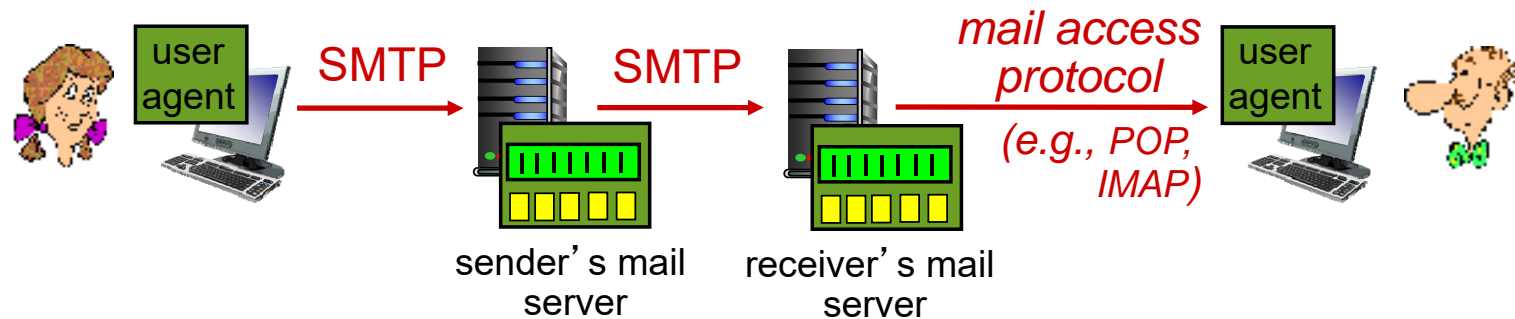 user
agent
SMTP
SMTP
mail access
protocol
(e.g., POP,
IMAP)
user
agent
sender’s mail
server
receiver’s mail
server